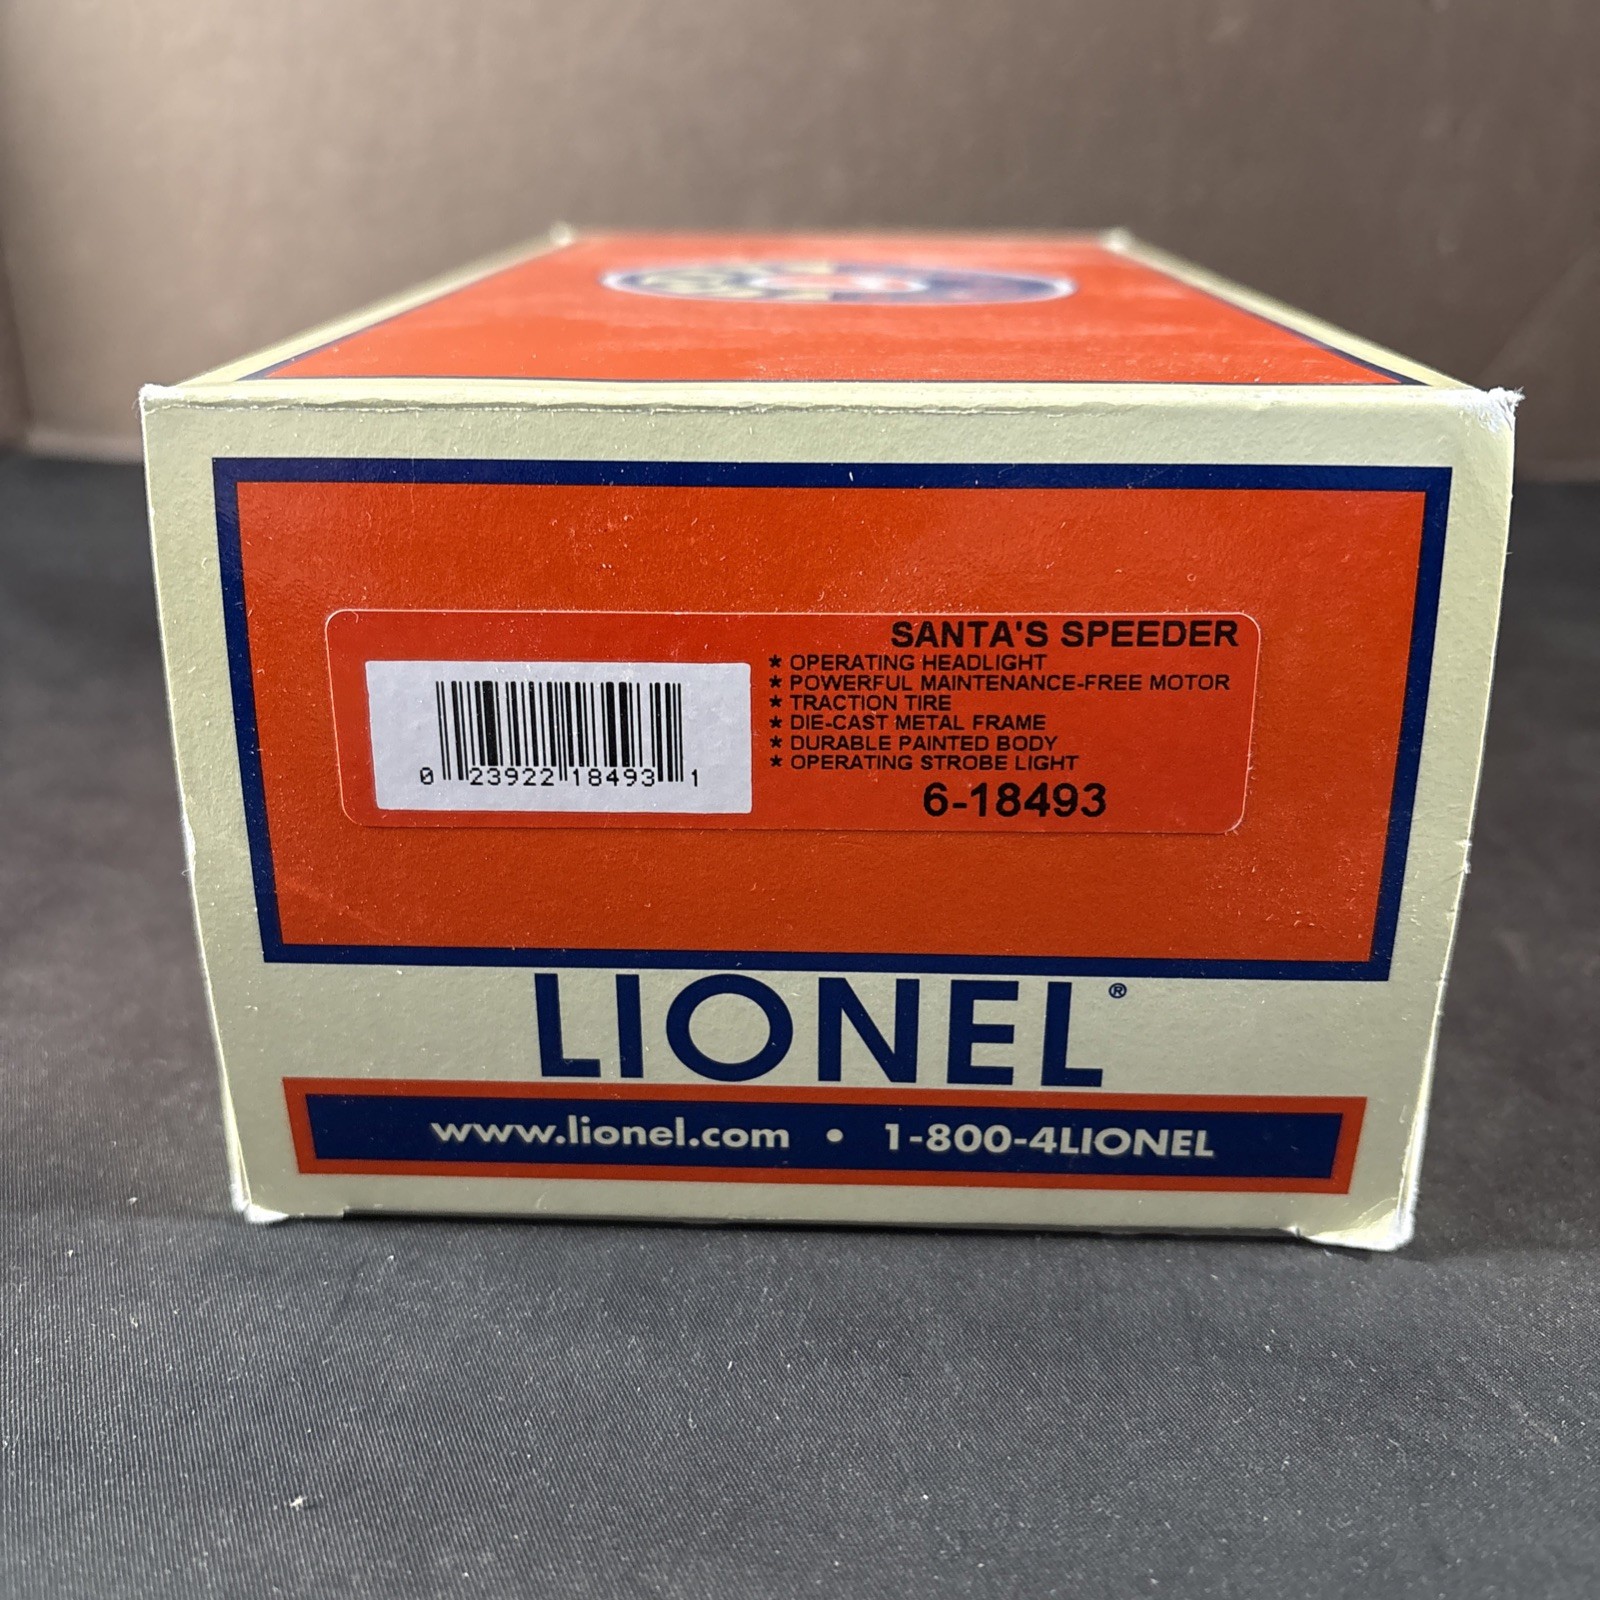 SANTA'S SPEEDER
* OPERATING HEADLIGHT
* POWERFUL MAINTENANCE-FREE MOTOR
* TRACTION TIRE
* DIE-CAST METAL FRAME
* DURABLE PAINTED BODY
* OPERATING STROBE LIGHT
6-18493
0 23922 18493 1
LIONEL®
www.lionel.com • 1-800-4LIONEL